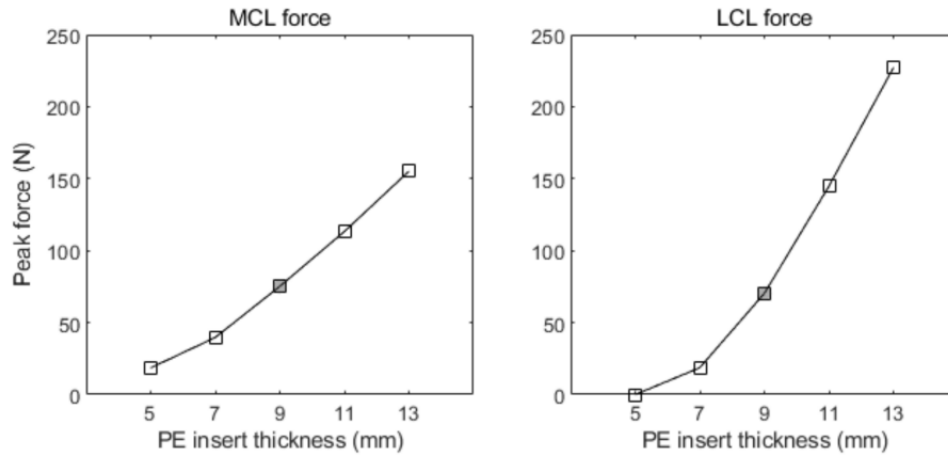 MCL force
250
200
150
100
50
0
Peak force (N)
5 7 9 11 13
PE insert thickness (mm)
LCL force
250
200
150
100
50
0
5 7 9 11 13
PE insert thickness (mm)